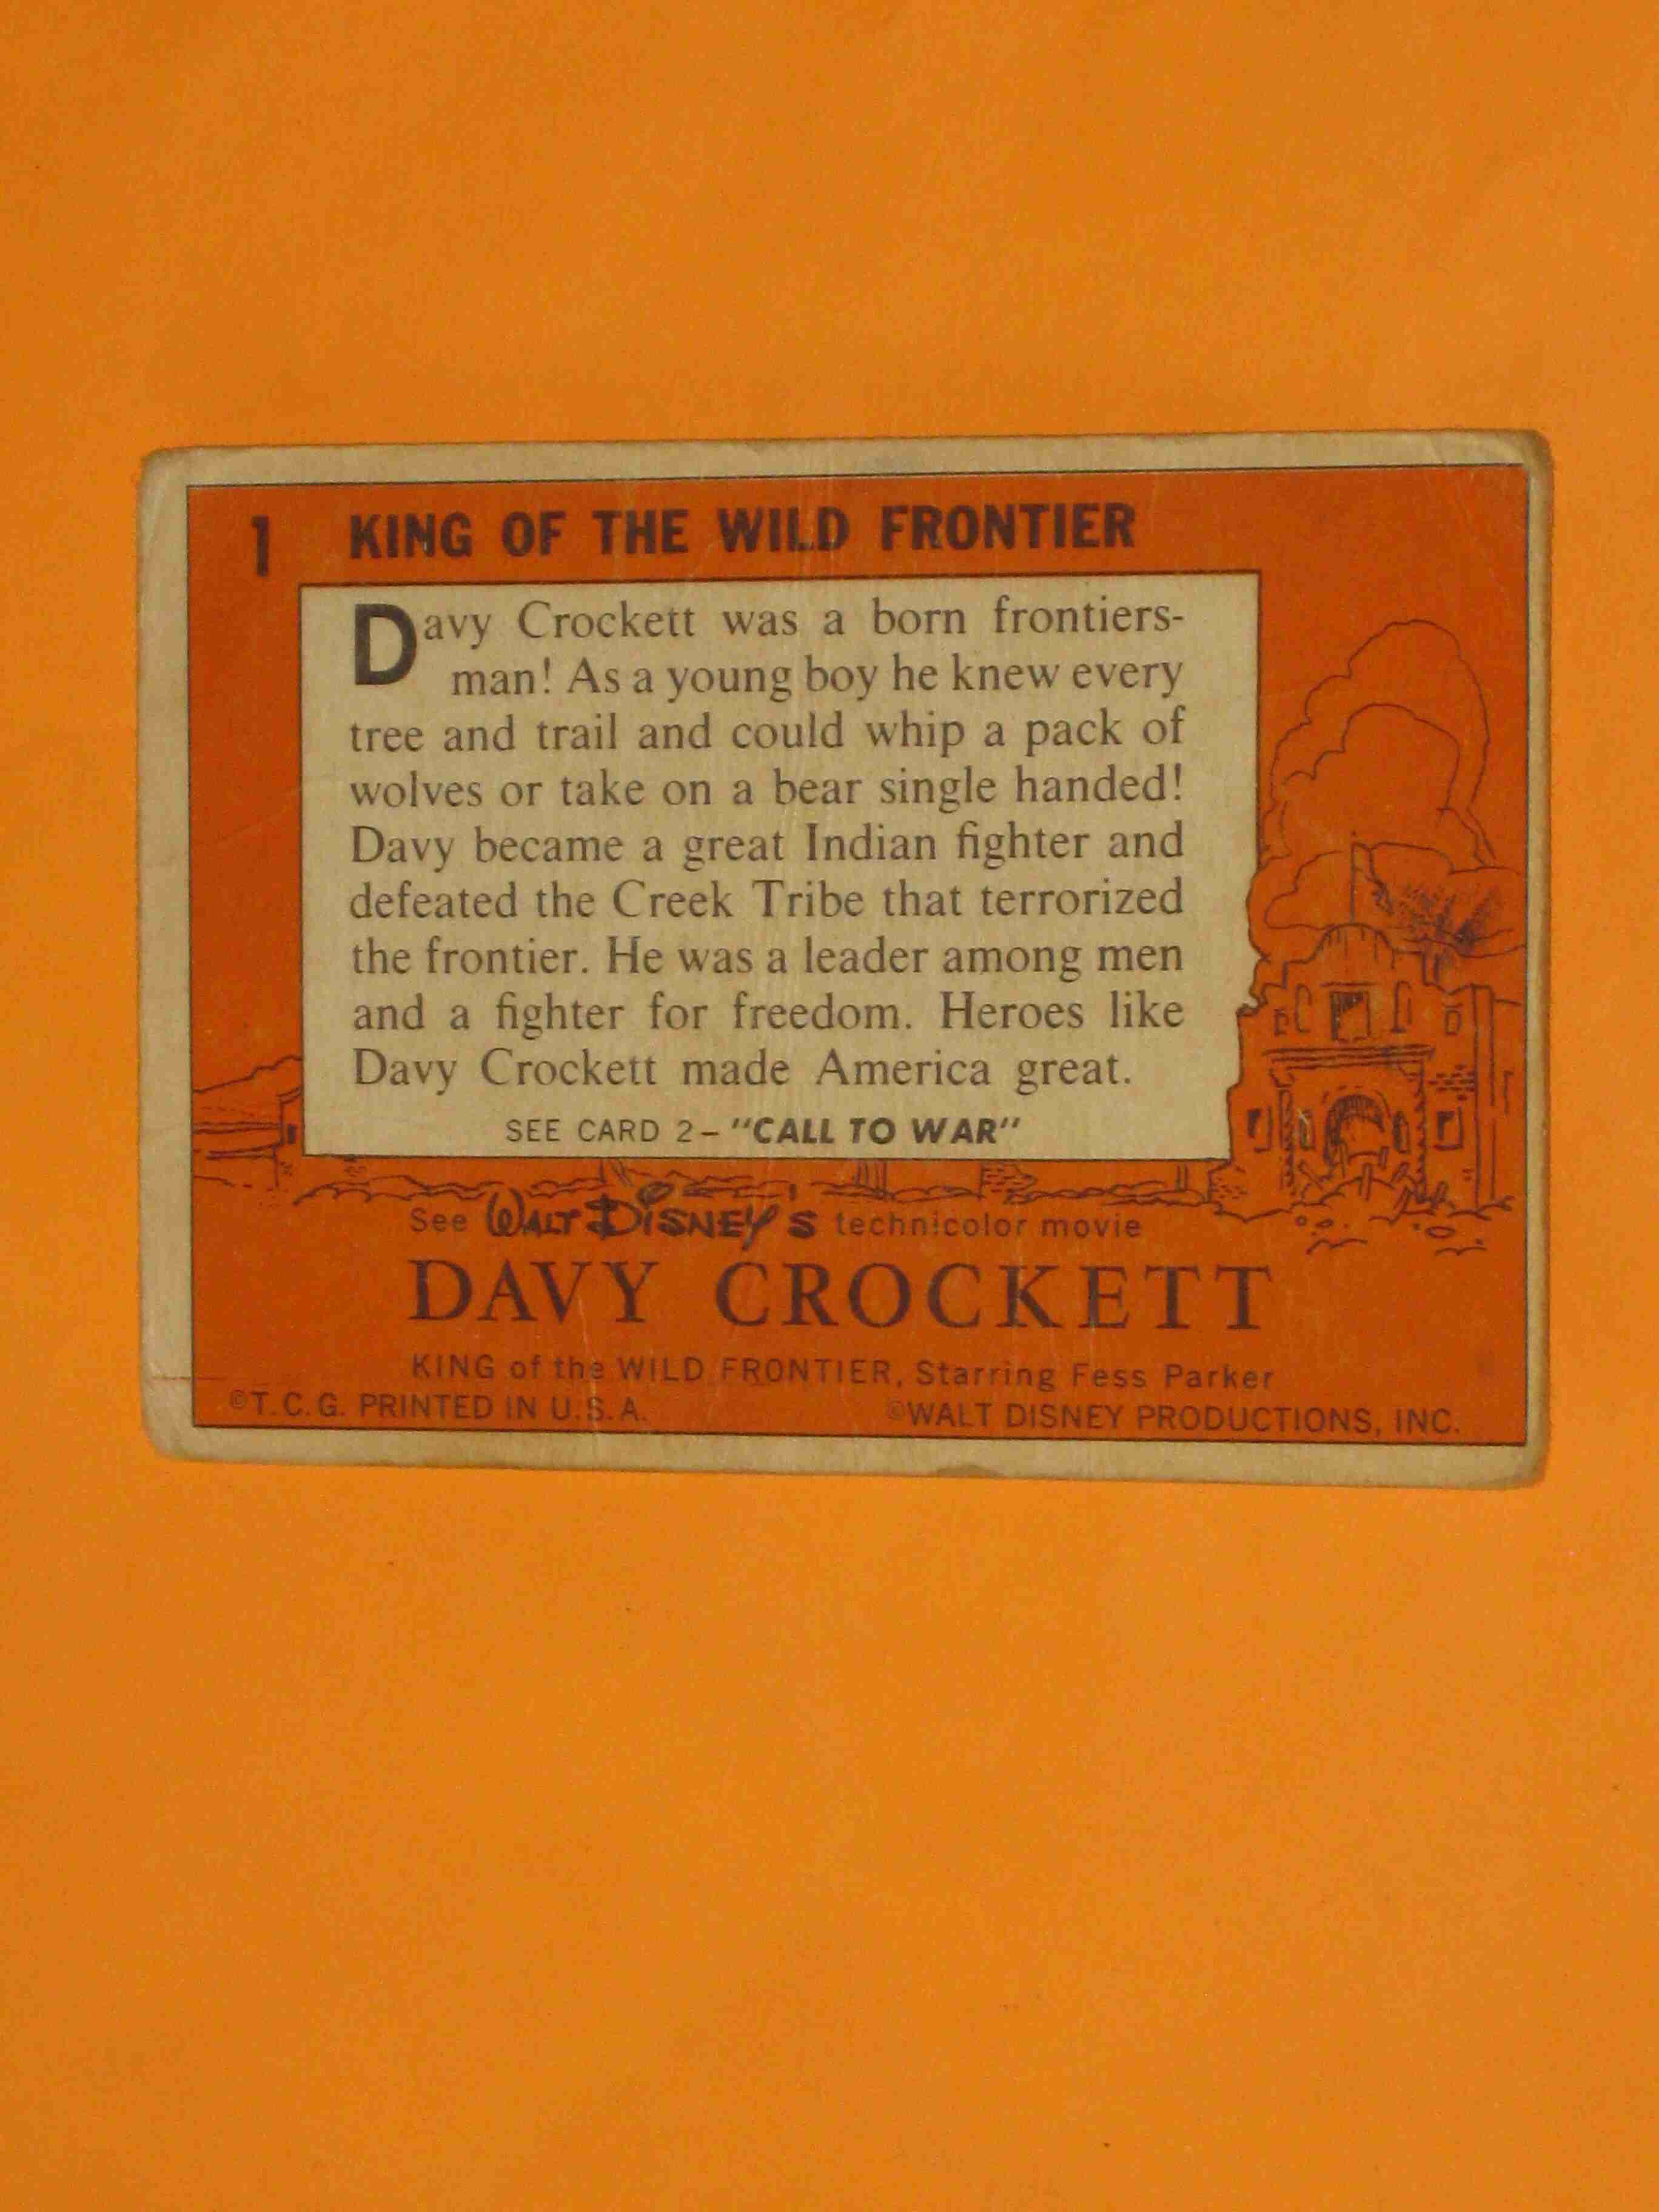 1 KING OF THE WILD FRONTIER
Davy Crockett was a born frontiers-
man! As a young boy he knew every
tree and trail and could whip a pack of
wolves or take on a bear single handed!
Davy became a great Indian fighter and
defeated the Creek Tribe that terrorized
the frontier. He was a leader among men
and a fighter for freedom. Heroes like
Davy Crockett made America great.
SEE CARD 2– "CALL TO WAR"
See WALT DISNEY'S technicolor movie
DAVY CROCKETT
KING of the WILD FRONTIER, Starring Fess Parker
©T.C.G. PRINTED IN U.S.A. ©WALT DISNEY PRODUCTIONS, INC.